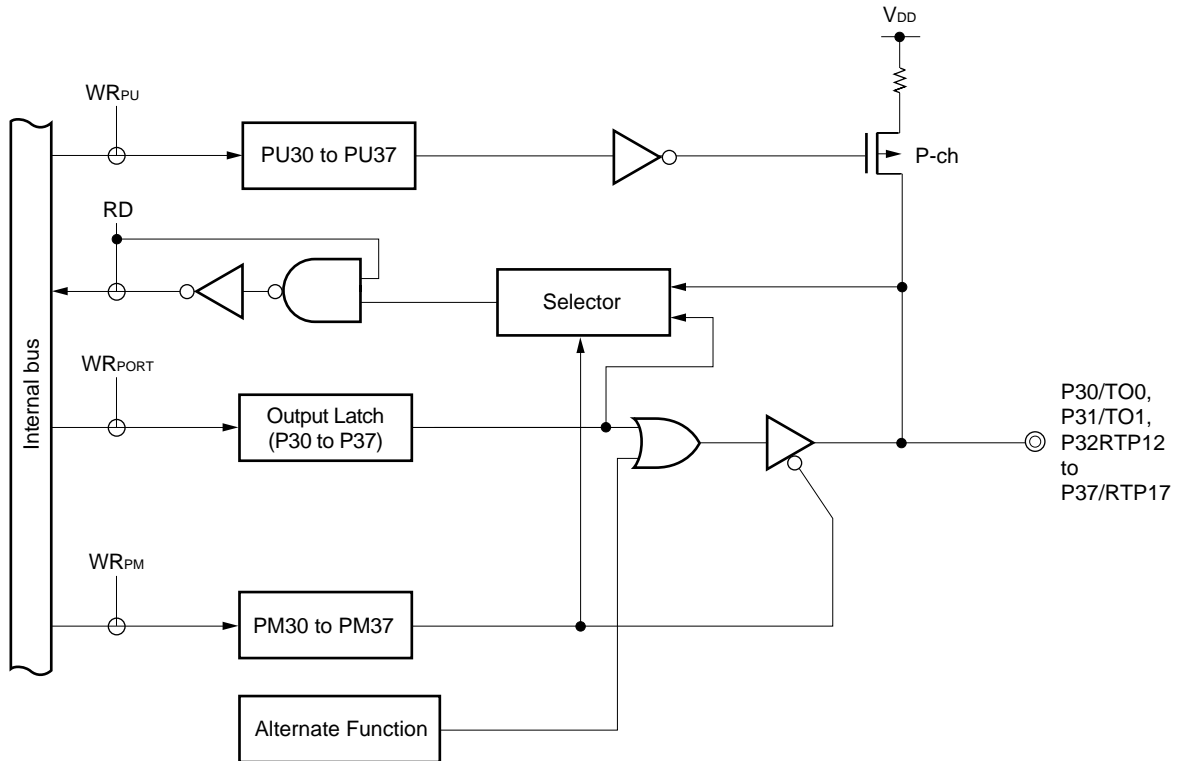 VDD
WRPU
PU30 to PU37
P-ch
RD
Selector
Internal bus
WRPORT
Output Latch
(P30 to P37)
P30/TO0,
P31/TO1,
P32RTP12
to
P37/RTP17
WRPM
PM30 to PM37
Alternate Function